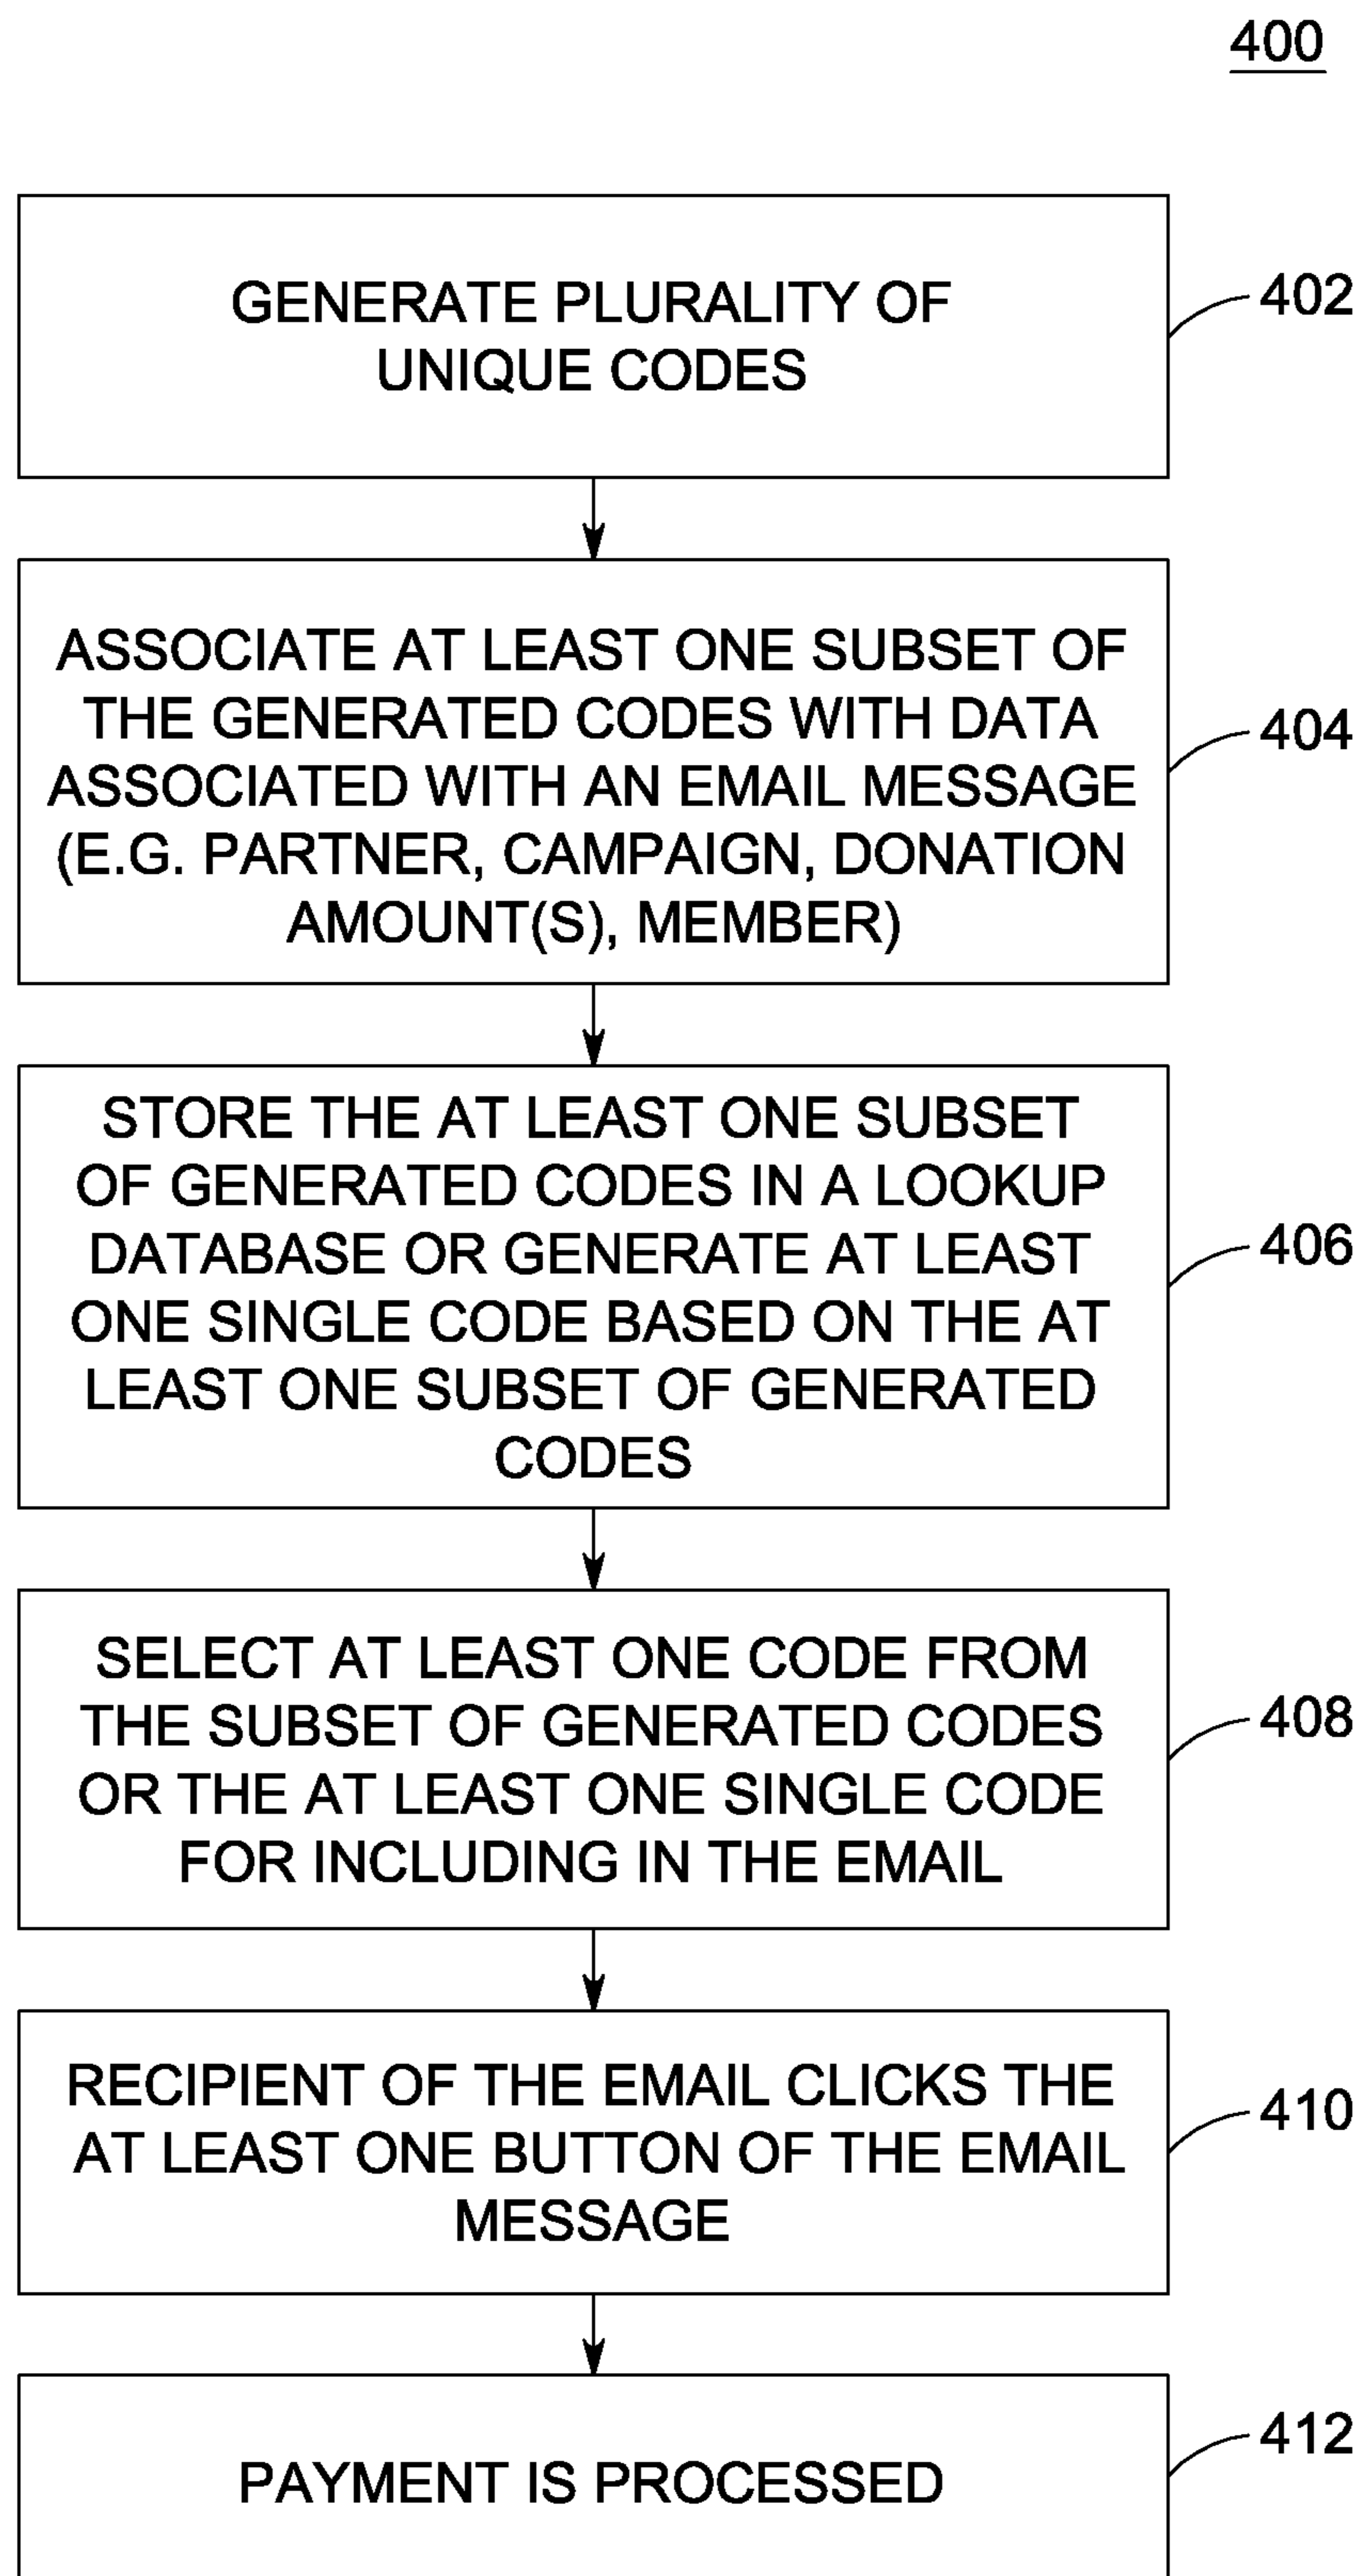 400
GENERATE PLURALITY OF
UNIQUE CODES
402
ASSOCIATE AT LEAST ONE SUBSET OF
THE GENERATED CODES WITH DATA
ASSOCIATED WITH AN EMAIL MESSAGE
(E.G. PARTNER, CAMPAIGN, DONATION
AMOUNT(S), MEMBER)
404
STORE THE AT LEAST ONE SUBSET
OF GENERATED CODES IN A LOOKUP
DATABASE OR GENERATE AT LEAST
ONE SINGLE CODE BASED ON THE AT
LEAST ONE SUBSET OF GENERATED
CODES
406
SELECT AT LEAST ONE CODE FROM
THE SUBSET OF GENERATED CODES
OR THE AT LEAST ONE SINGLE CODE
FOR INCLUDING IN THE EMAIL
408
RECIPIENT OF THE EMAIL CLICKS THE
AT LEAST ONE BUTTON OF THE EMAIL
MESSAGE
410
PAYMENT IS PROCESSED
412